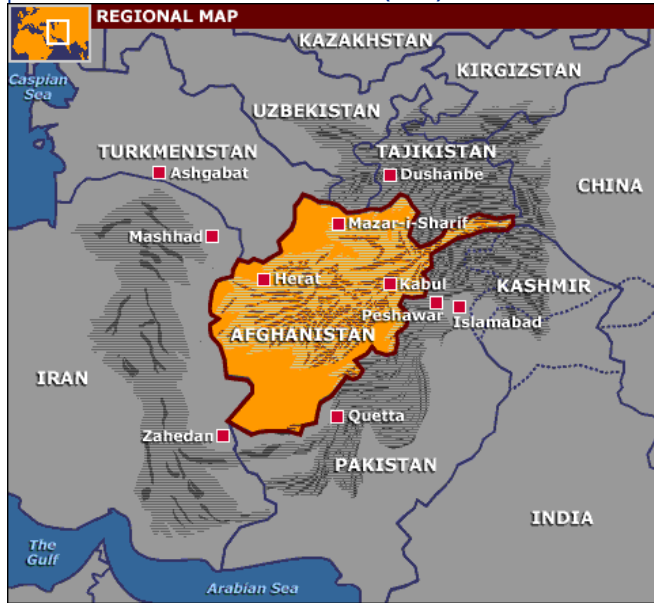 REGIONAL MAP
KAZAKHSTAN
KIRGIZSTAN
Caspian
Sea
UZBEKISTAN
TURKMENISTAN
TAJIKISTAN
Ashgabat
Dushanbe
CHINA
Mazar-i-Sharif
Mashhad
Herat
Kabul
KASHMIR
Peshawar
Islamabad
AFGHANISTAN
IRAN
Quetta
Zahedan
PAKISTAN
INDIA
The
Gulf
Arabian Sea